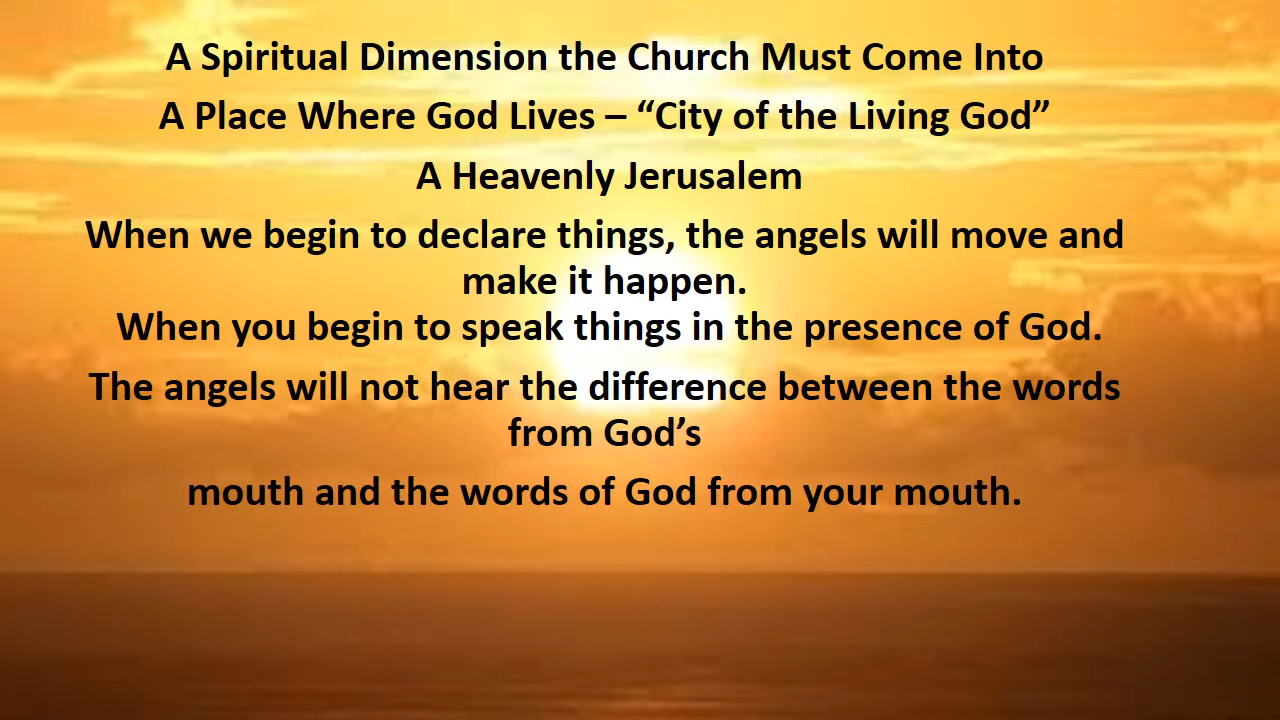 A Spiritual Dimension the Church Must Come Into
A Place Where God Lives – “City of the Living God”
A Heavenly Jerusalem
When we begin to declare things, the angels will move and
make it happen.
When you begin to speak things in the presence of God.
The angels will not hear the difference between the words
from God’s
mouth and the words of God from your mouth.